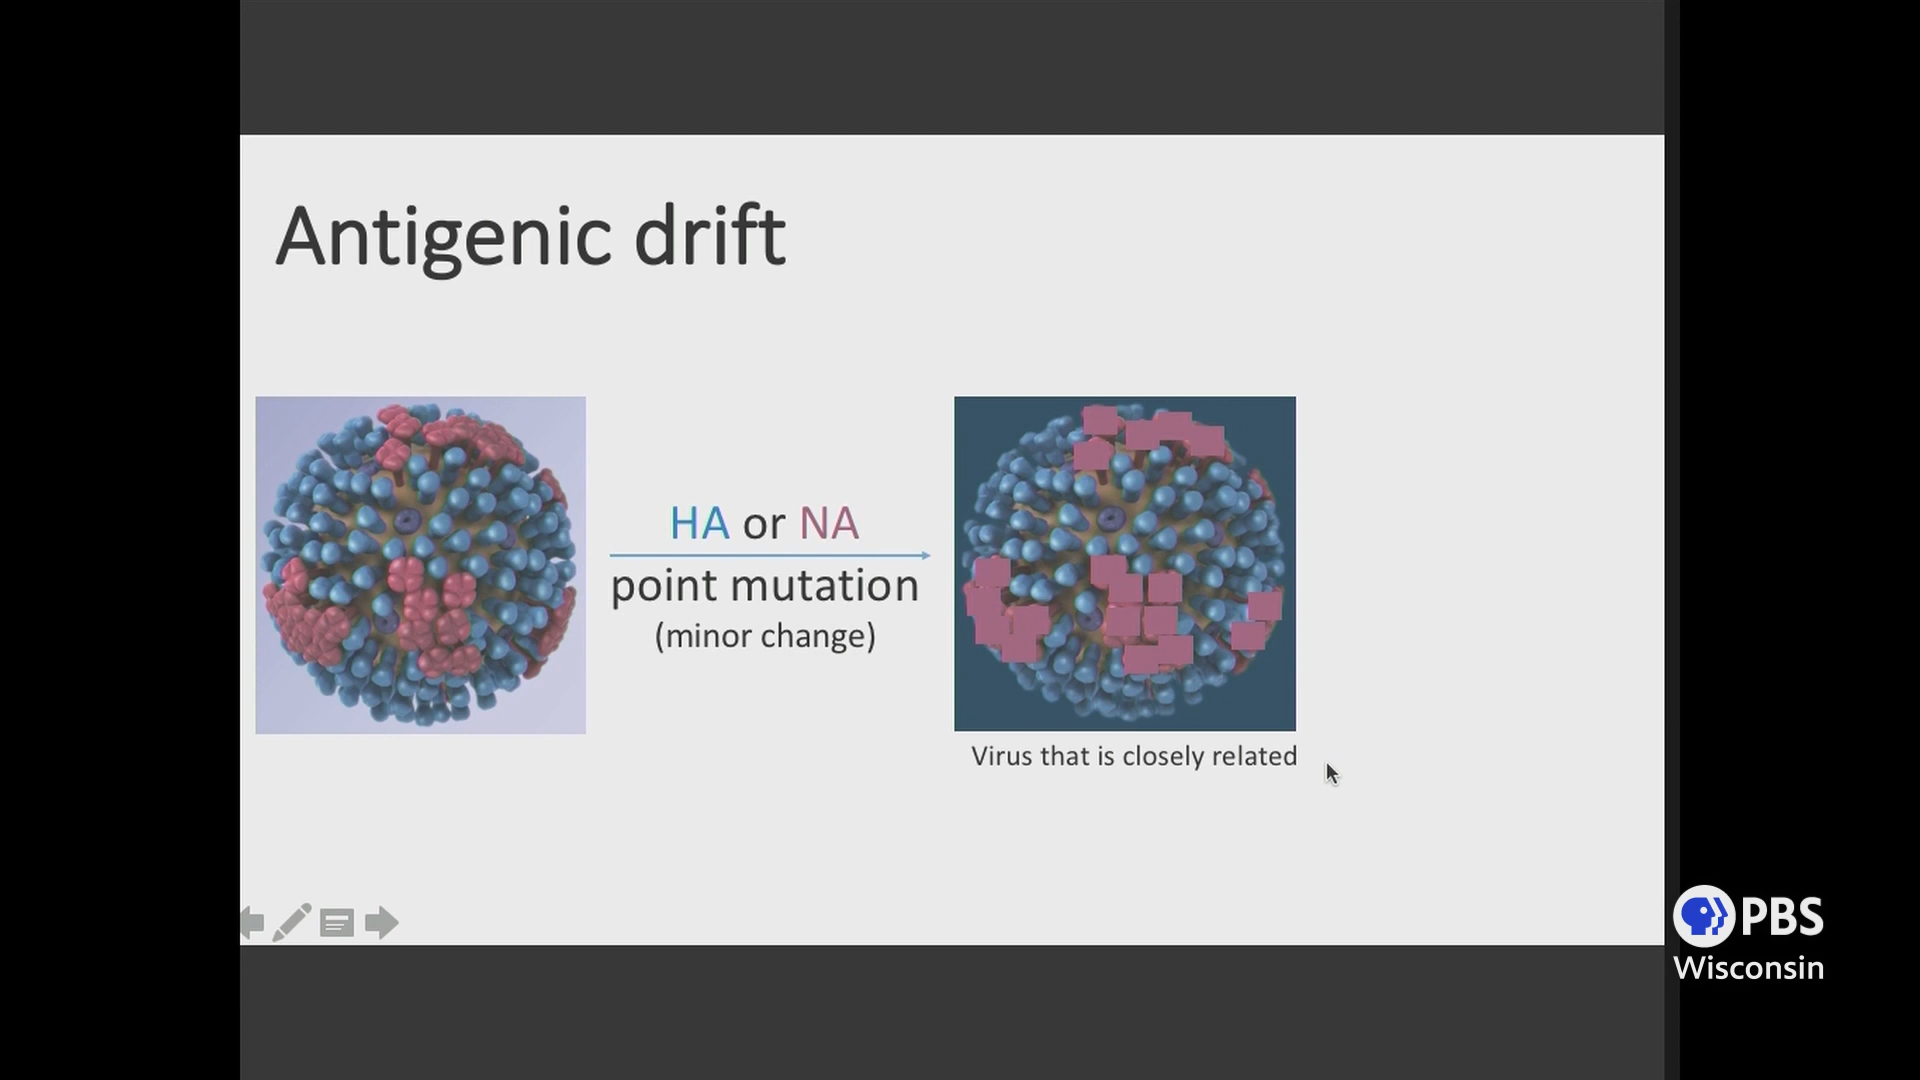 Antigenic drift
HA or NA
point mutation
(minor change)
Virus that is closely related
PBS
Wisconsin